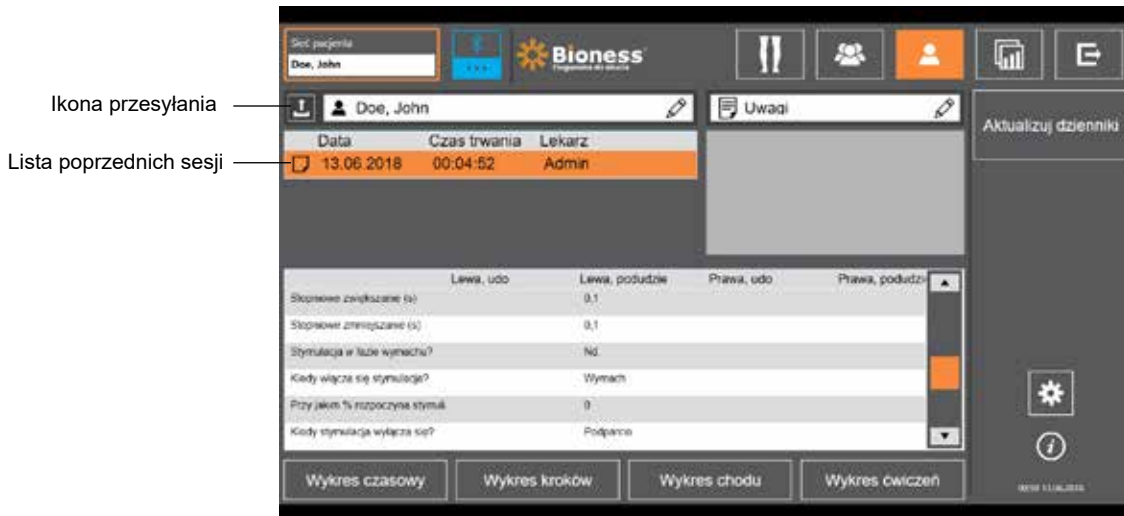 Sieć pacjenta
Doe, John
Bioness
Ikona przesyłania
Doe, John
Uwagi
Aktualizuj dzienniki
Data Czas trwania Lekarz
Lista poprzednich sesji
13.06.2018 00:04:52 Admin
Lewa, udo Lewa, podudzie Prawa, udo Prawa, podudzi
Stopniowe zwiększanie (s) 0,1
Stopniowe zmniejszanie (s) 0,1
Stymulacja w fazie wymachu? Nd.
Kiedy włącza się stymulacja? Wymach
Przy jakim % rozpoczyna stymul 0
Kiedy stymulacja wyłącza się? Podparcie
Wykres czasowy Wykres kroków Wykres chodu Wykres ćwiczeń